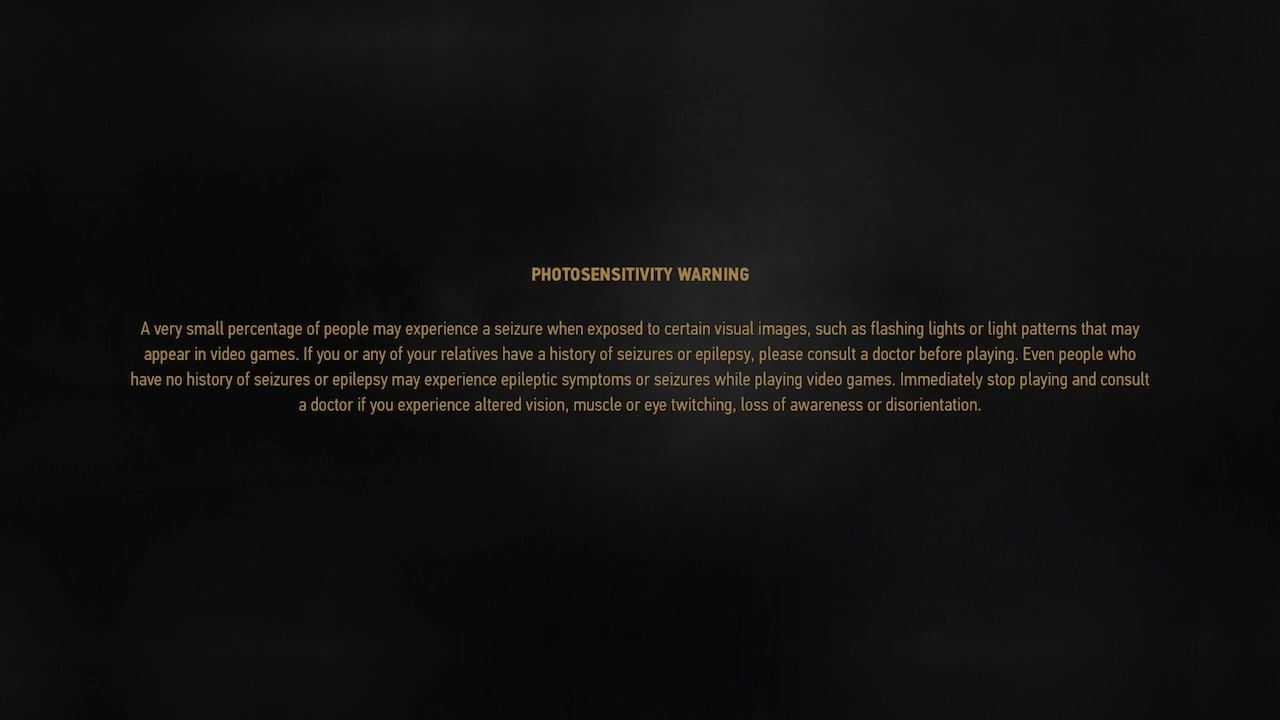 PHOTOSENSITIVITY WARNING
A very small percentage of people may experience a seizure when exposed to certain visual images, such as flashing lights or light patterns that may
appear in video games. If you or any of your relatives have a history of seizures or epilepsy, please consult a doctor before playing. Even people who
have no history of seizures or epilepsy may experience epileptic symptoms or seizures while playing video games. Immediately stop playing and consult
a doctor if you experience altered vision, muscle or eye twitching, loss of awareness or disorientation.